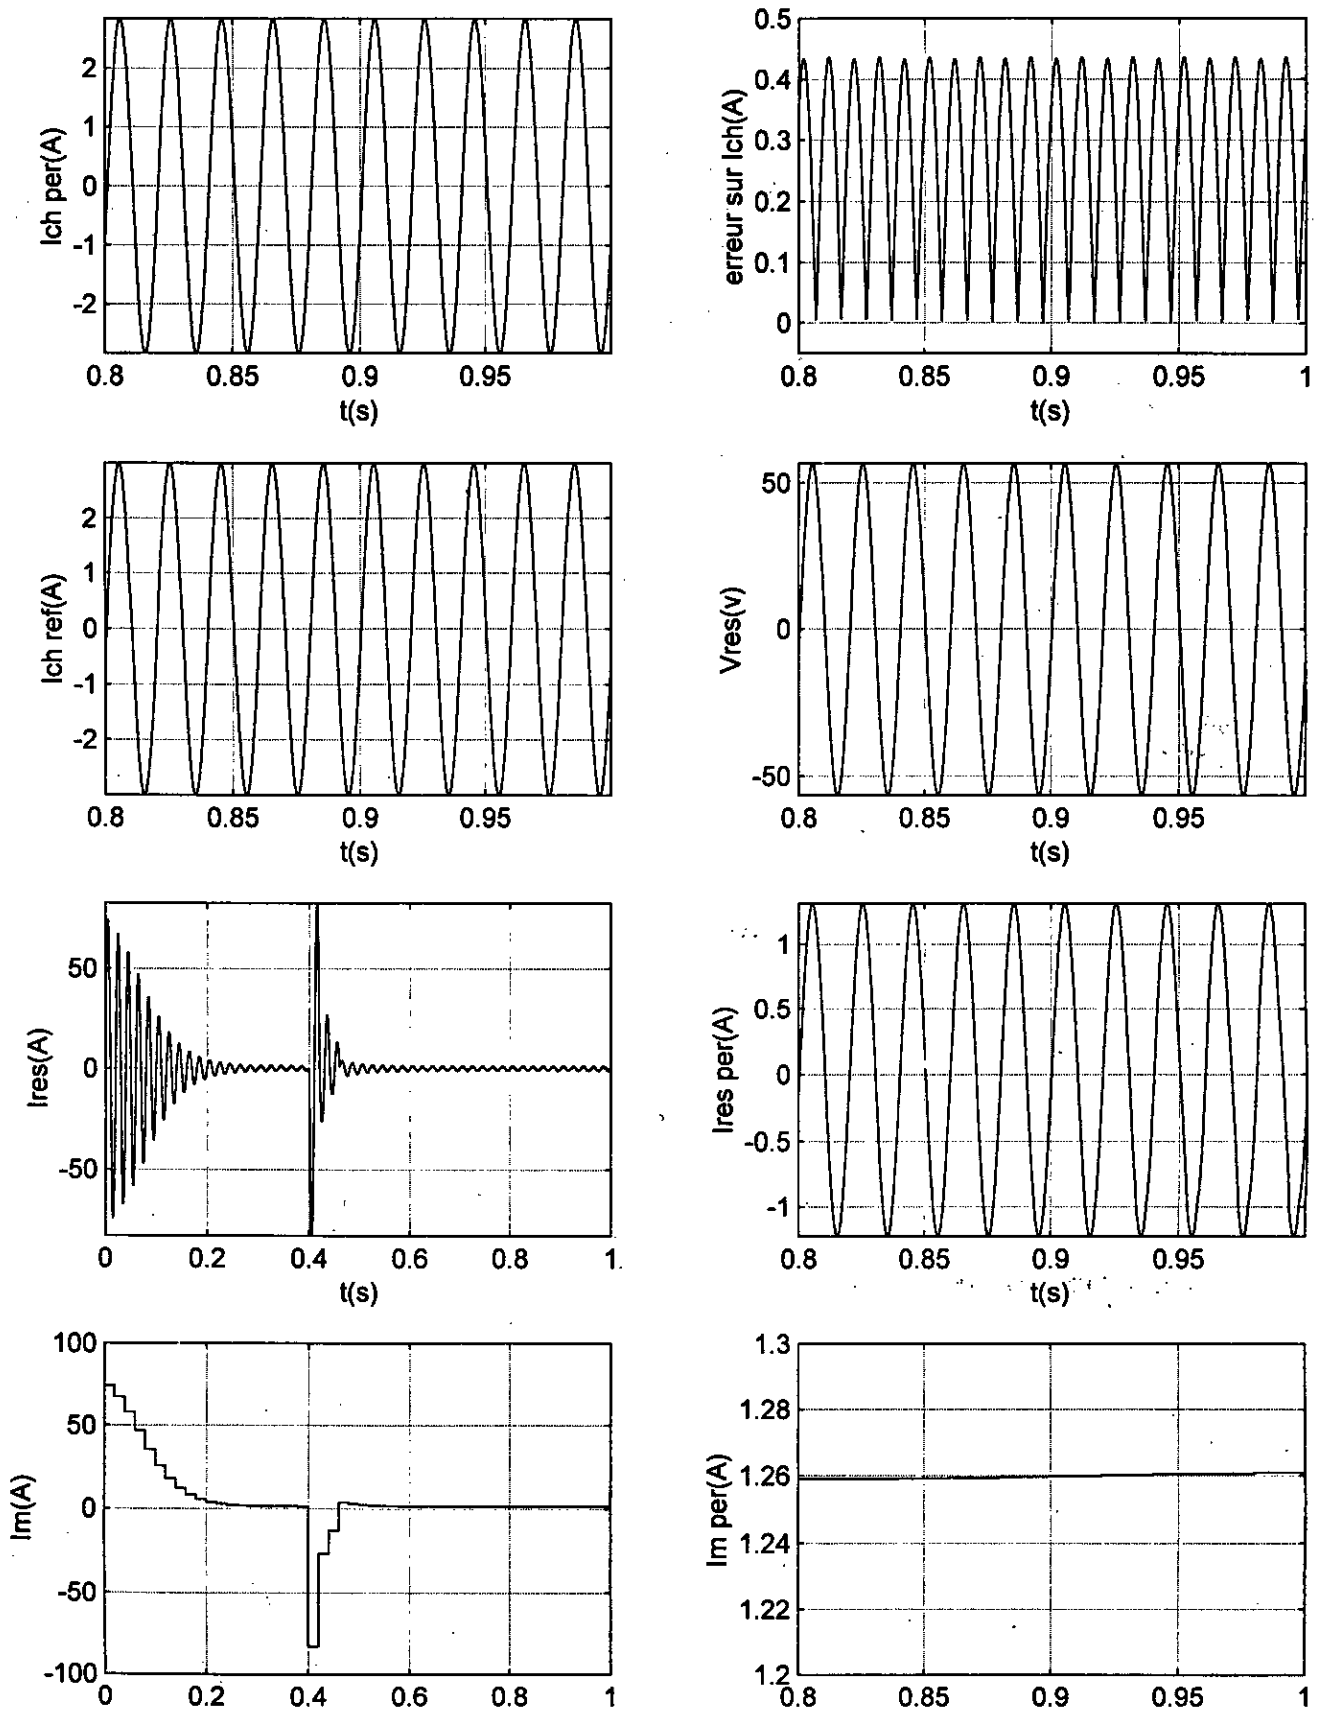 2
1
0
-1
-2
Ich per(A)
0.8 0.85 0.9 0.95
t(s)
0.5
0.4
0.3
0.2
0.1
0
erreur sur Ich(A)
0.8 0.85 0.9 0.95 1
t(s)
2
1
0
-1
-2
Ich ref(A)
0.8 0.85 0.9 0.95
t(s)
50
0
-50
Vres(v)
0.8 0.85 0.9 0.95
t(s)
50
0
-50
Ires(A)
0 0.2 0.4 0.6 0.8 1
t(s)
1
0.5
0
-0.5
-1
Ires per(A)
0.8 0.85 0.9 0.95
t(s)
100
50
0
-50
-100
Im(A)
0 0.2 0.4 0.6 0.8 1
1.3
1.28
1.26
1.24
1.22
1.2
Im per(A)
0.8 0.85 0.9 0.95 1